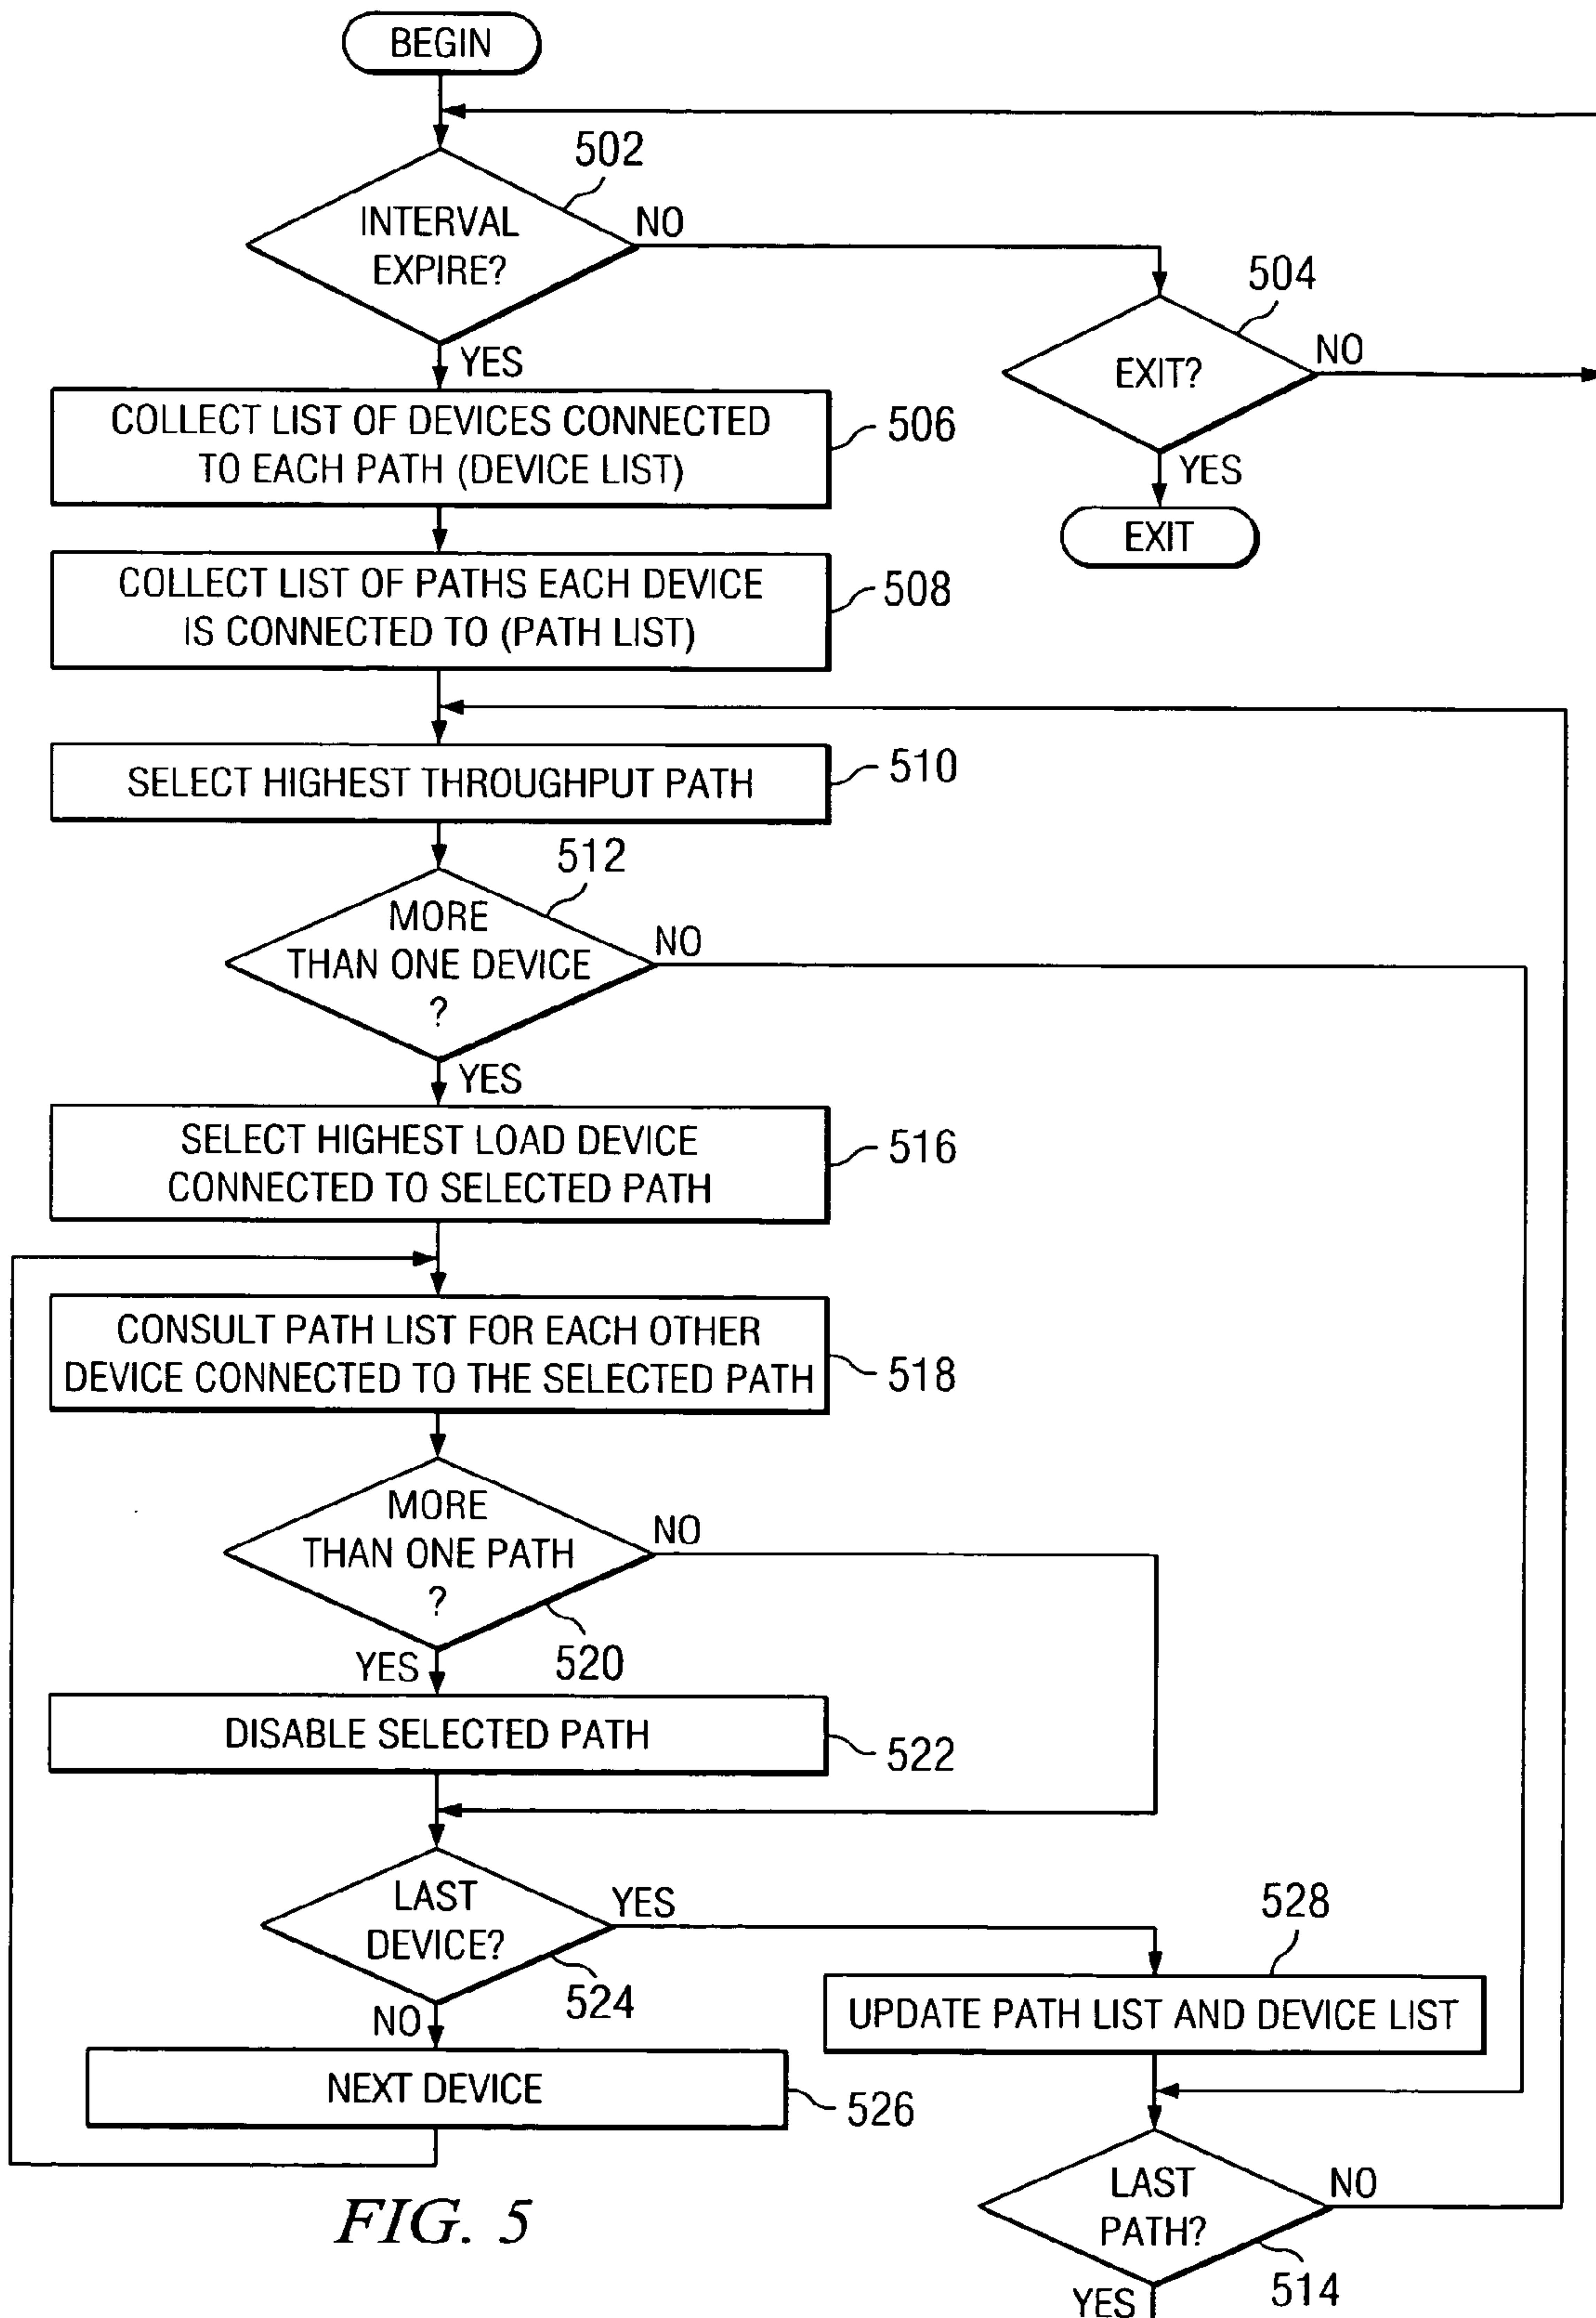 BEGIN
502
INTERVAL
EXPIRE?
NO
504
EXIT?
NO
YES
YES
EXIT
COLLECT LIST OF DEVICES CONNECTED
TO EACH PATH (DEVICE LIST)
506
COLLECT LIST OF PATHS EACH DEVICE
IS CONNECTED TO (PATH LIST)
508
SELECT HIGHEST THROUGHPUT PATH
510
512
MORE
THAN ONE DEVICE
?
NO
YES
SELECT HIGHEST LOAD DEVICE
CONNECTED TO SELECTED PATH
516
CONSULT PATH LIST FOR EACH OTHER
DEVICE CONNECTED TO THE SELECTED PATH
518
MORE
THAN ONE PATH
?
NO
520
YES
DISABLE SELECTED PATH
522
LAST
DEVICE?
YES
524
NO
528
UPDATE PATH LIST AND DEVICE LIST
NEXT DEVICE
526
LAST
PATH?
NO
514
YES
FIG. 5